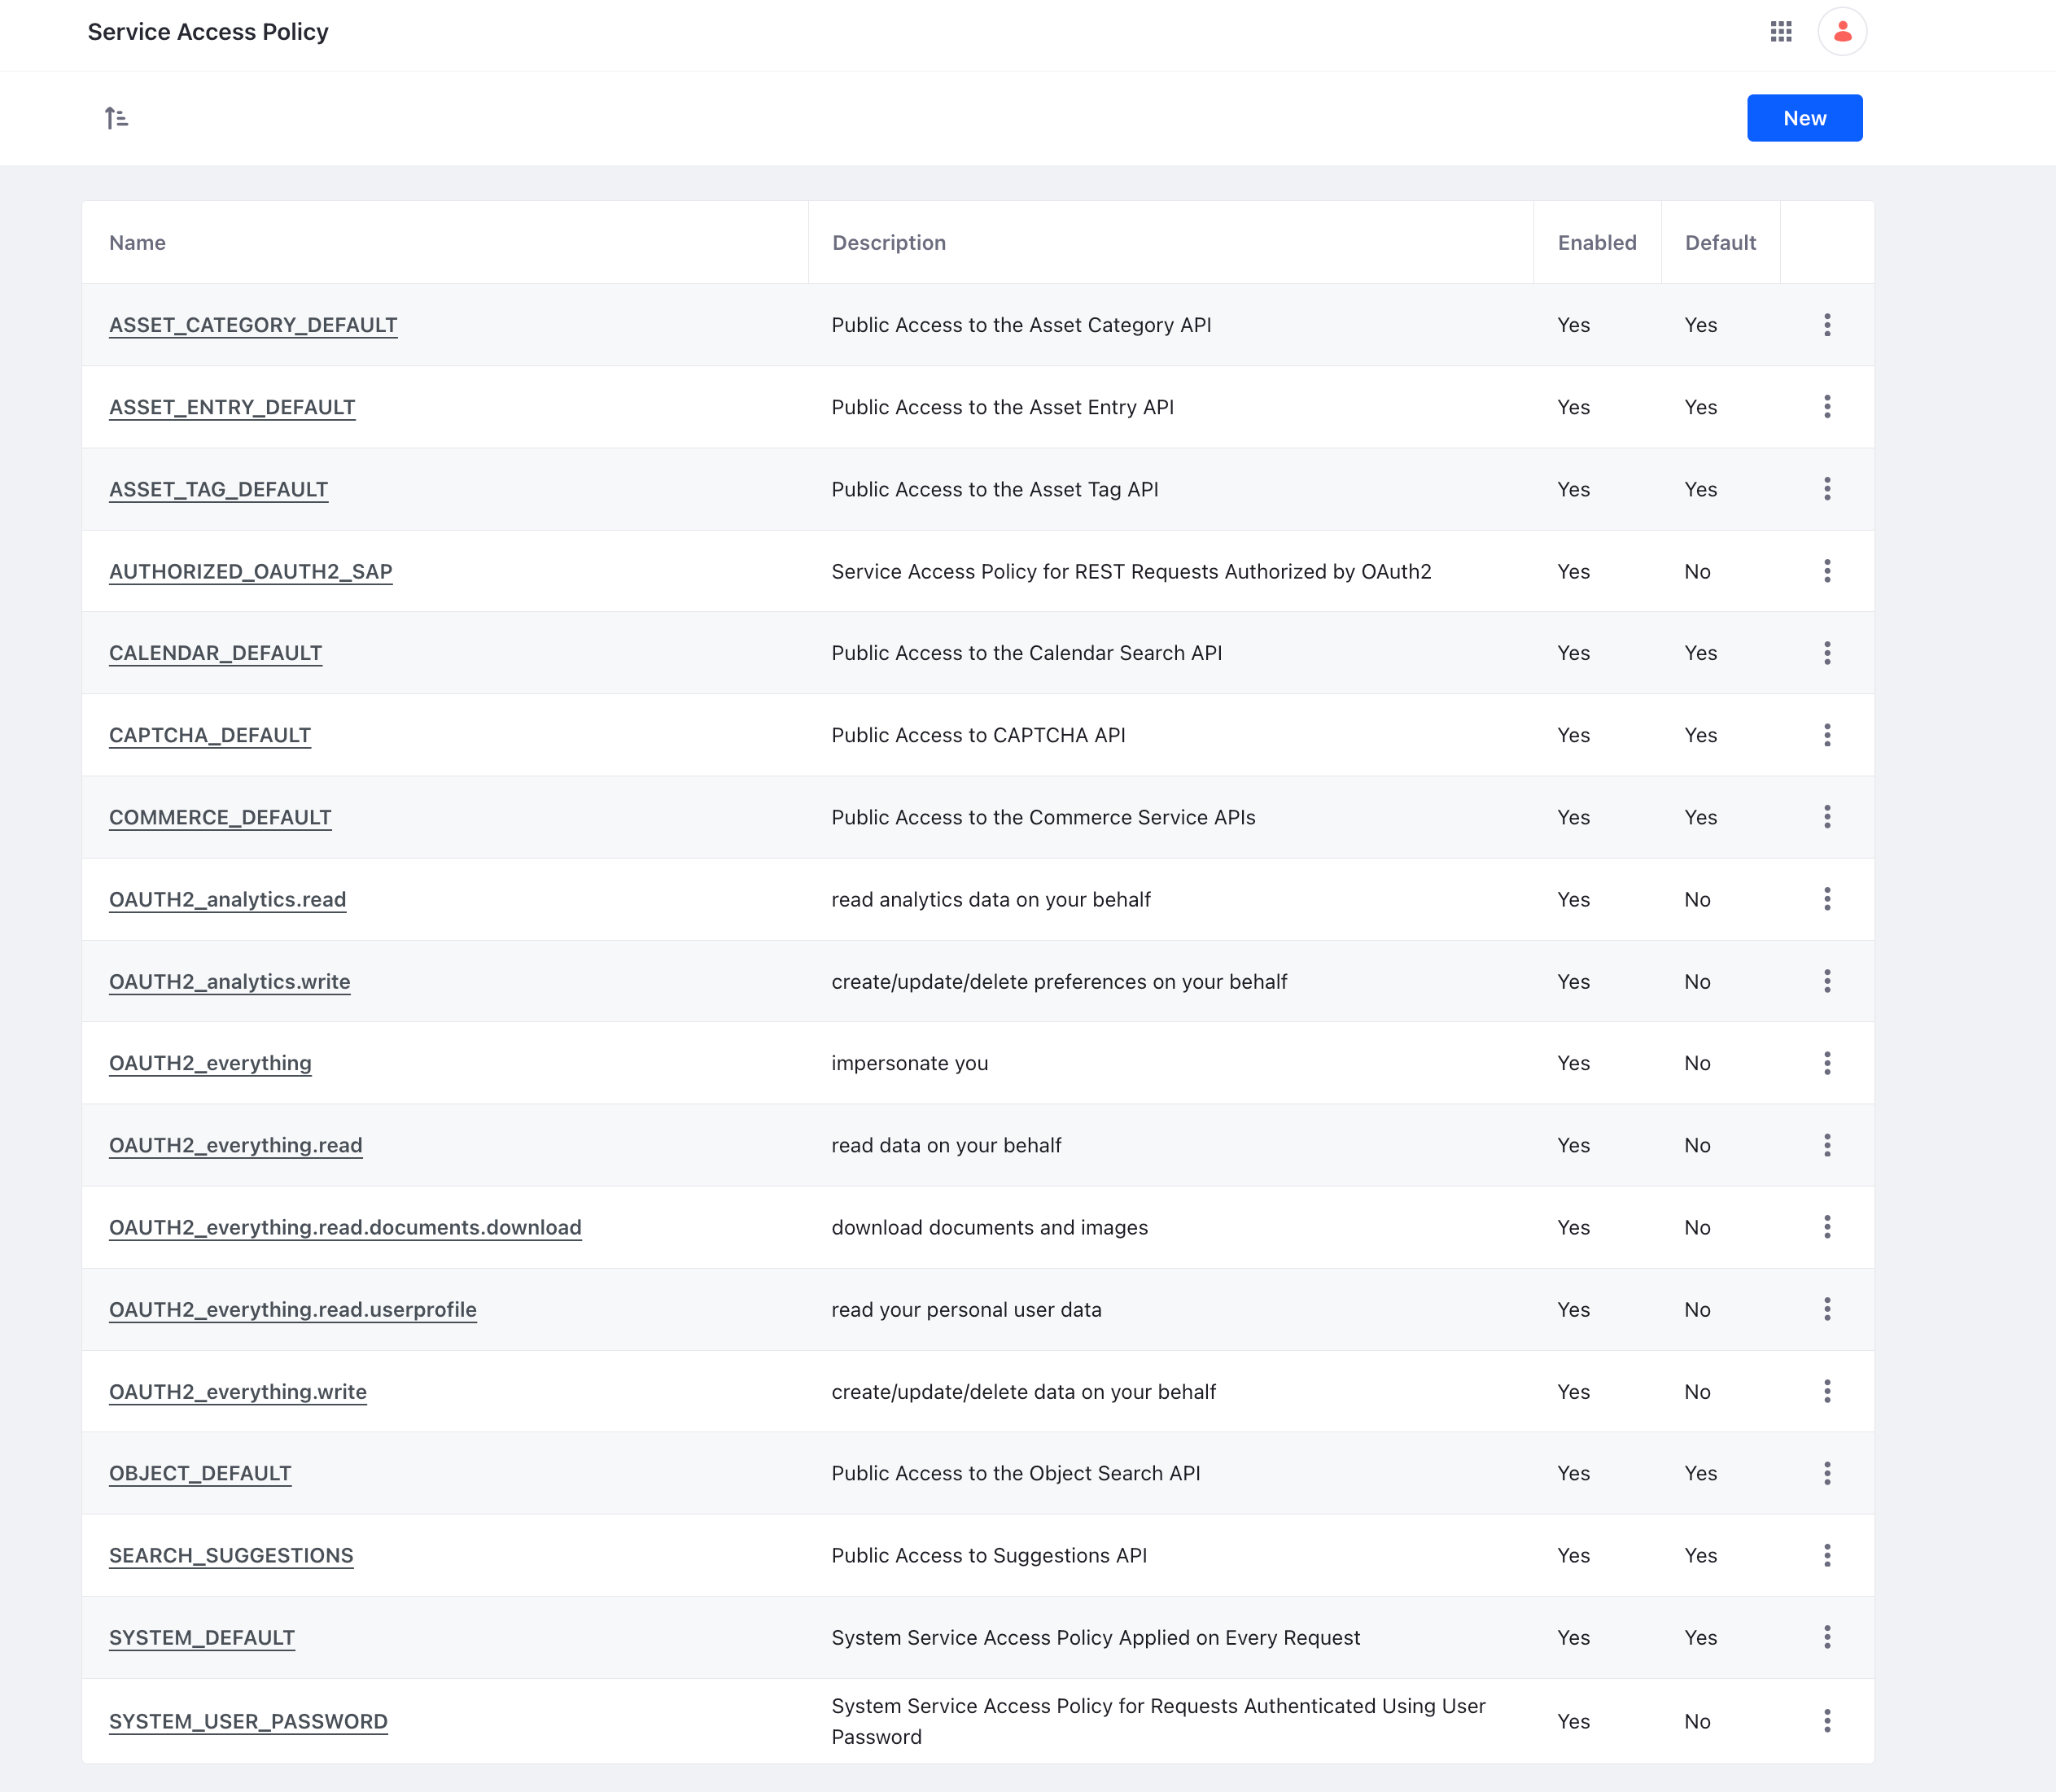 Service Access Policy
New
Name Description Enabled Default
ASSET_CATEGORY_DEFAULT Public Access to the Asset Category API Yes Yes
ASSET_ENTRY_DEFAULT Public Access to the Asset Entry API Yes Yes
ASSET_TAG_DEFAULT Public Access to the Asset Tag API Yes Yes
AUTHORIZED_OAUTH2_SAP Service Access Policy for REST Requests Authorized by OAuth2 Yes No
CALENDAR_DEFAULT Public Access to the Calendar Search API Yes Yes
CAPTCHA_DEFAULT Public Access to CAPTCHA API Yes Yes
COMMERCE_DEFAULT Public Access to the Commerce Service APIs Yes Yes
OAUTH2_analytics.read read analytics data on your behalf Yes No
OAUTH2_analytics.write create/update/delete preferences on your behalf Yes No
OAUTH2_everything impersonate you Yes No
OAUTH2_everything.read read data on your behalf Yes No
OAUTH2_everything.read.documents.download download documents and images Yes No
OAUTH2_everything.read.userprofile read your personal user data Yes No
OAUTH2_everything.write create/update/delete data on your behalf Yes No
OBJECT_DEFAULT Public Access to the Object Search API Yes Yes
SEARCH_SUGGESTIONS Public Access to Suggestions API Yes Yes
SYSTEM_DEFAULT System Service Access Policy Applied on Every Request Yes Yes
SYSTEM_USER_PASSWORD System Service Access Policy for Requests Authenticated Using User
Password Yes No